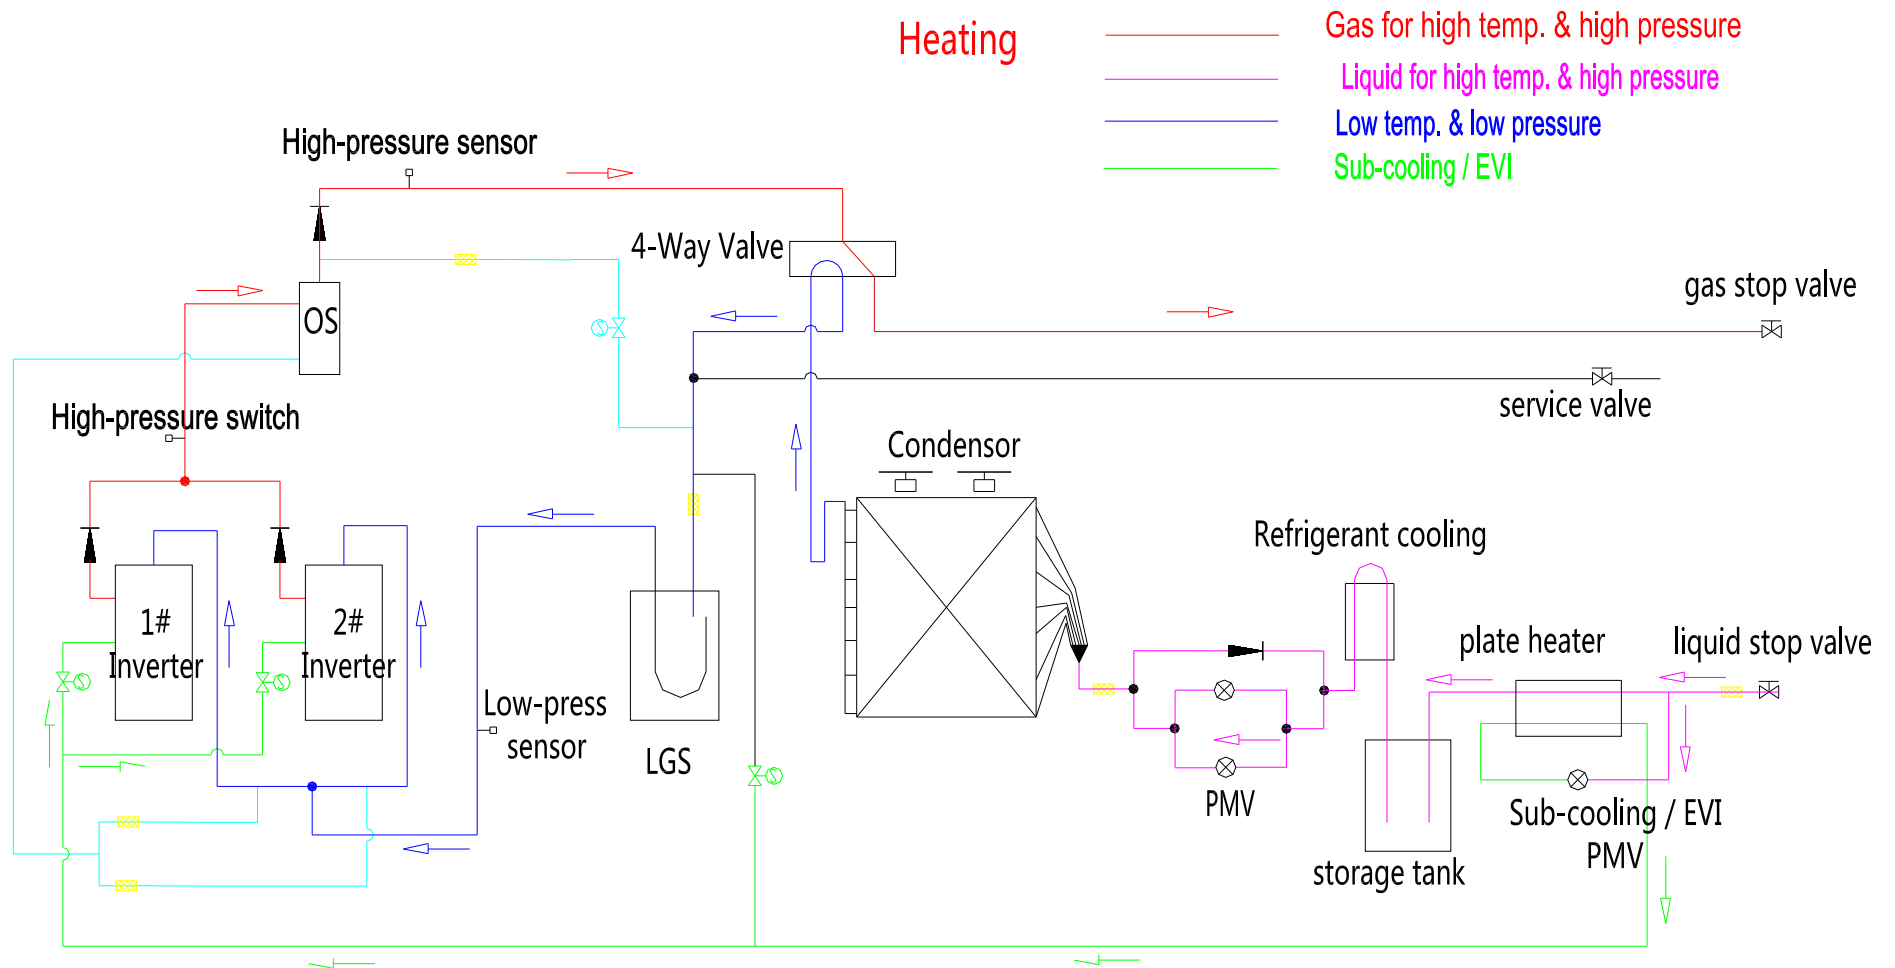 Heating
Gas for high temp. & high pressure
Liquid for high temp. & high pressure
Low temp. & low pressure
Sub-cooling / EVI
High-pressure sensor
4-Way Valve
gas stop valve
OS
service valve
High-pressure switch
Condensor
Refrigerant cooling
1#
Inverter
2#
Inverter
plate heater
liquid stop valve
Low-press
sensor
LGS
PMV
Sub-cooling / EVI
PMV
storage tank